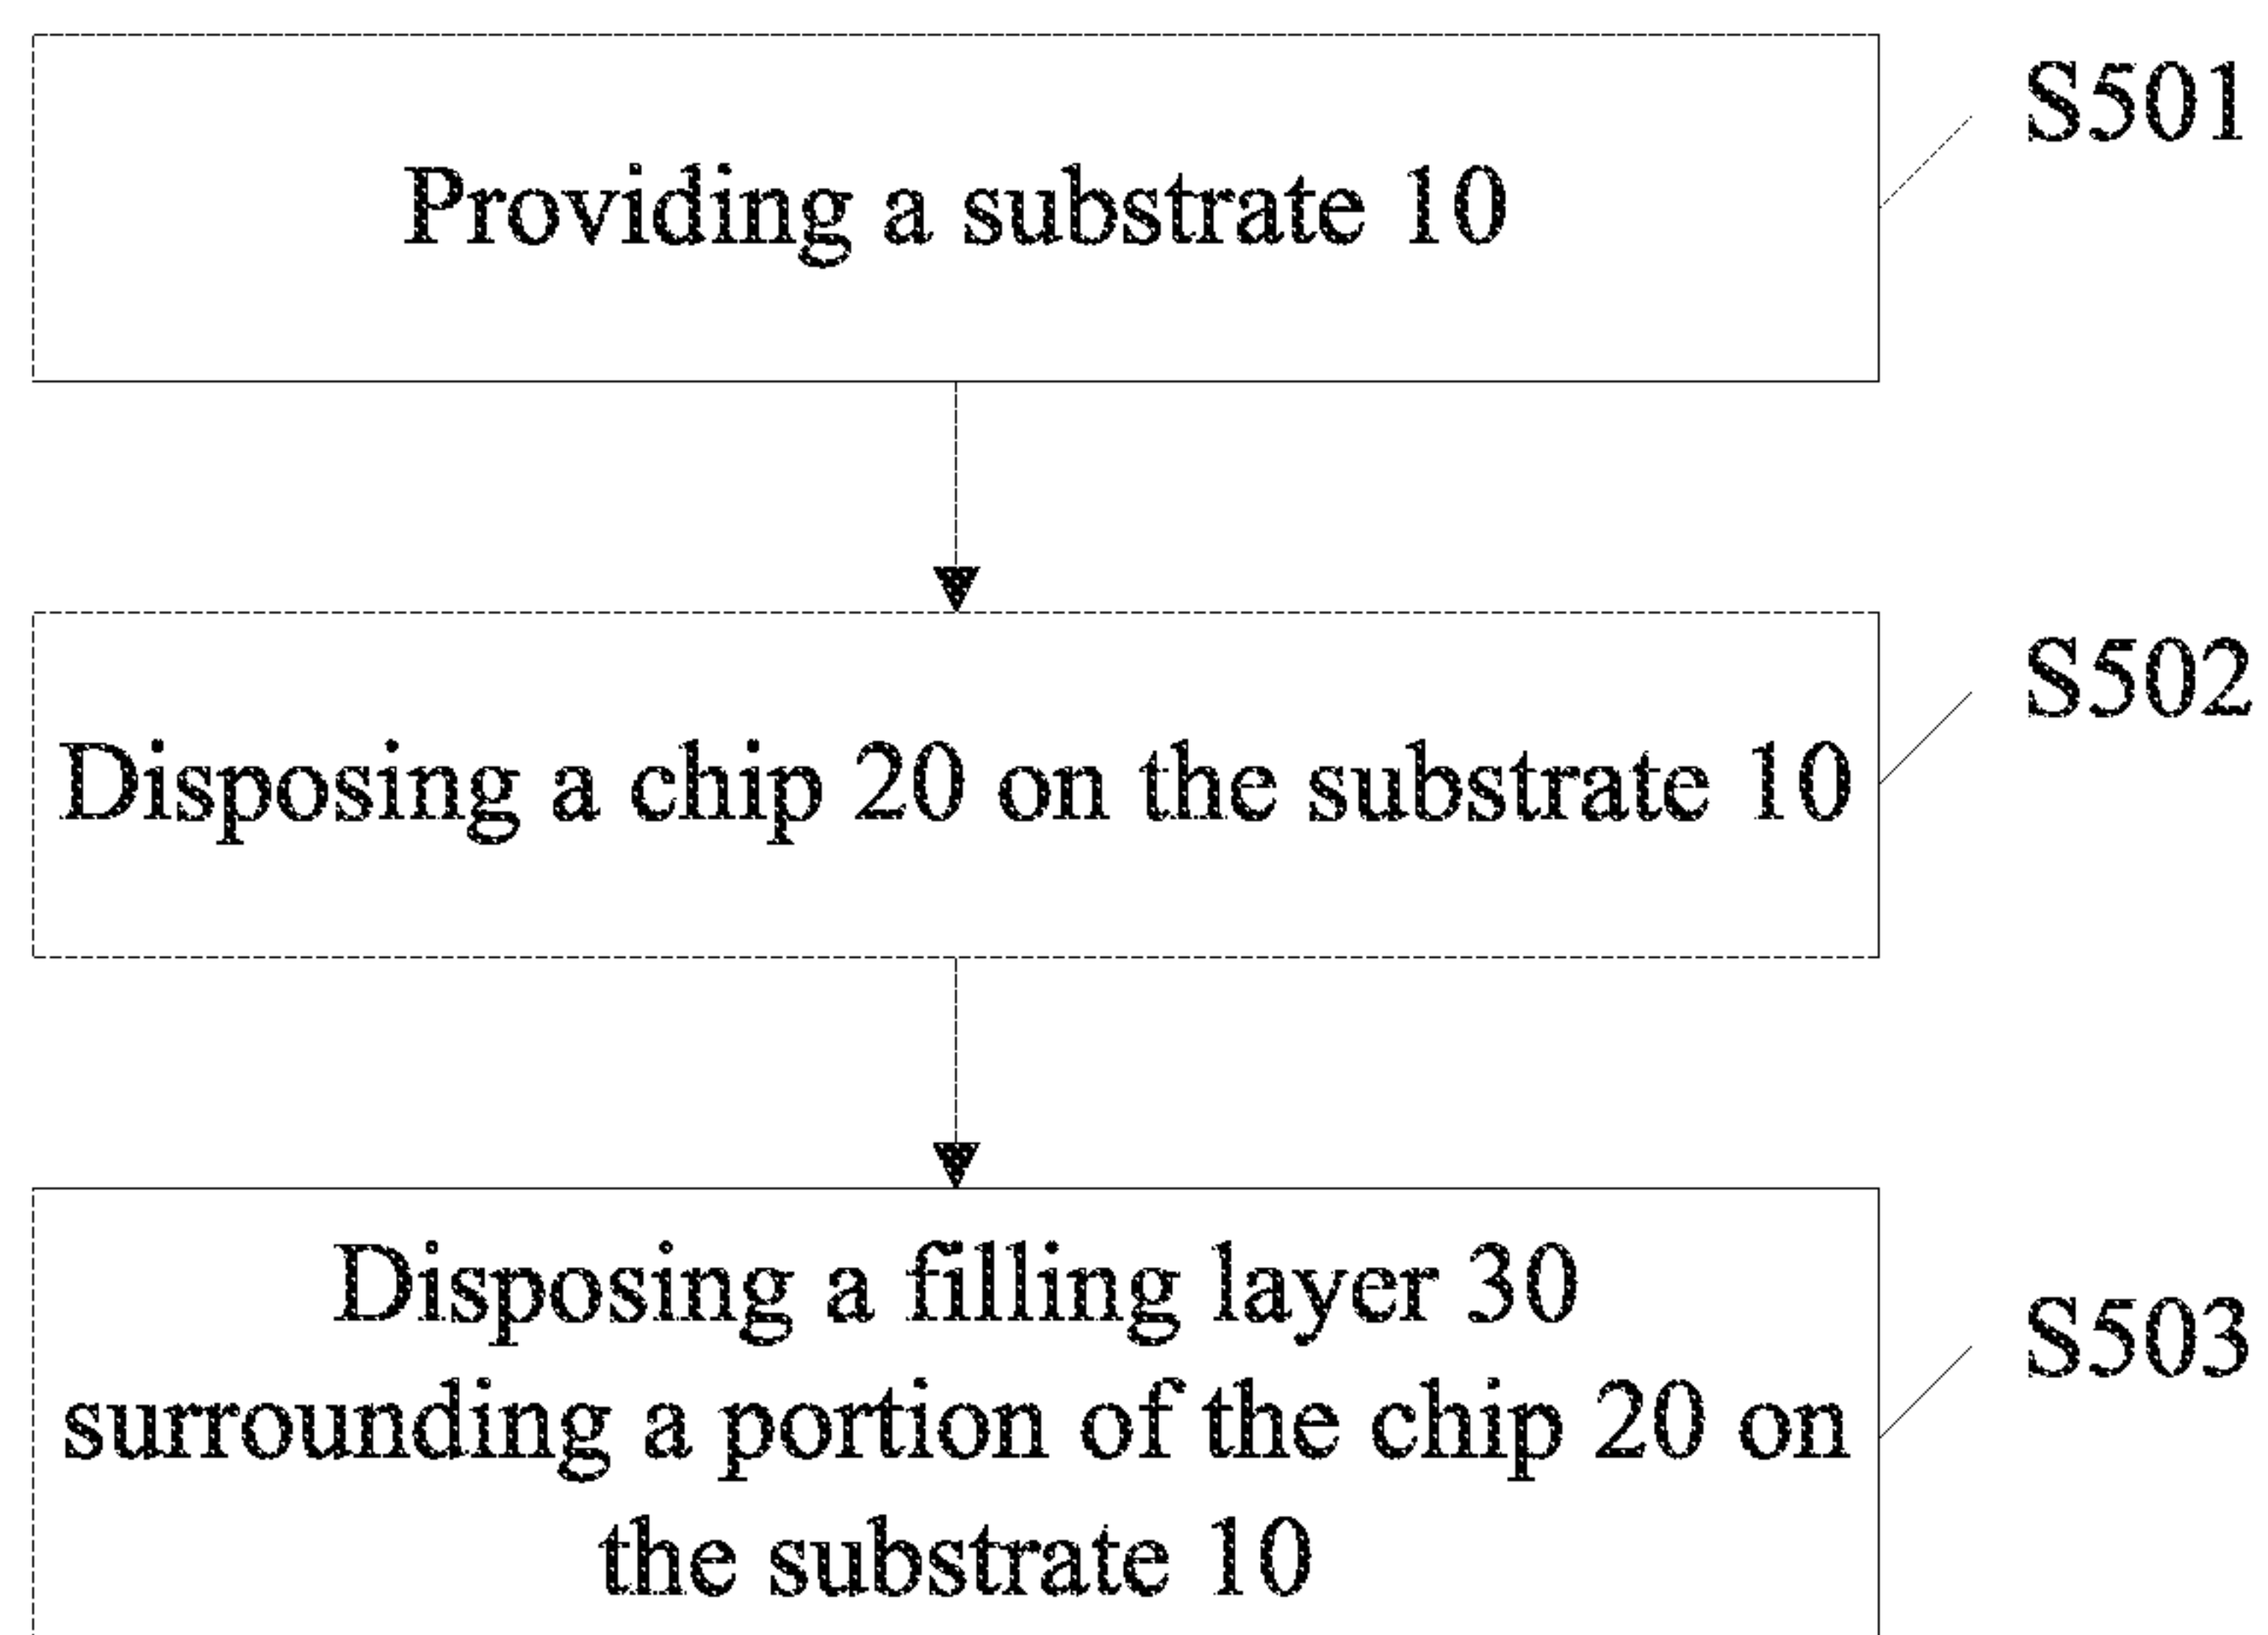 Providing a substrate 10
S501
Disposing a chip 20 on the substrate 10
S502
Disposing a filling layer 30
surrounding a portion of the chip 20 on
the substrate 10
S503